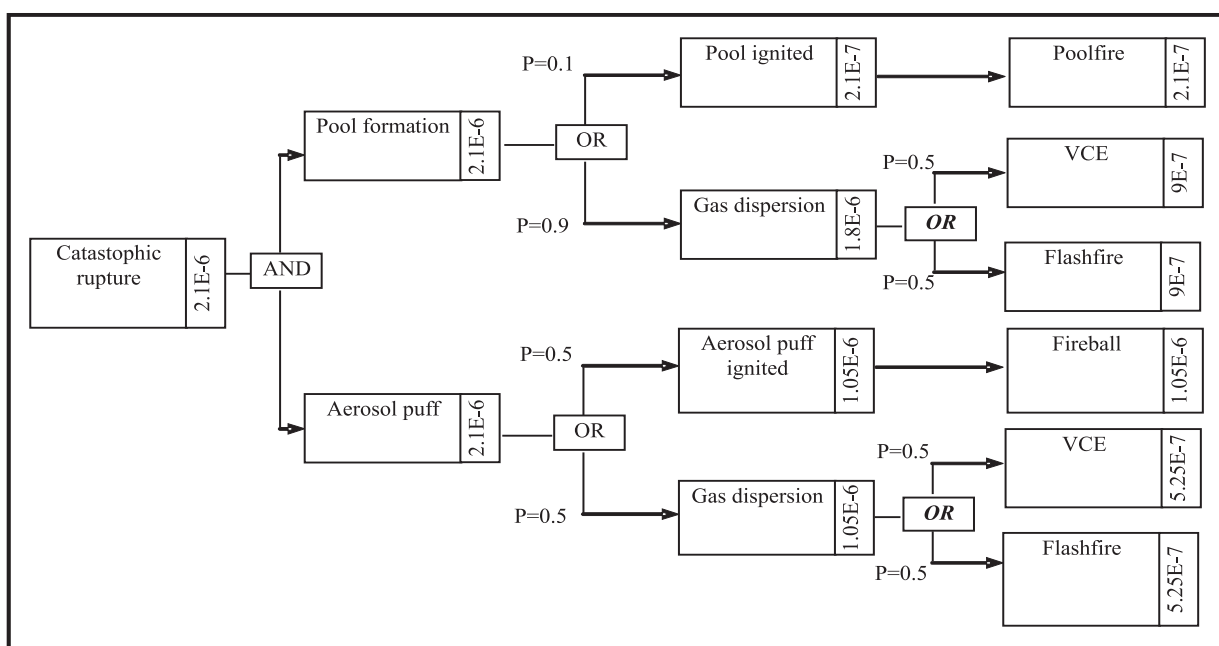 P=0.1
Pool ignited
2.1E-7
Poolfire
2.1E-7
Pool formation
2.1E-6
OR
P=0.5
VCE
9E-7
P=0.9
Gas dispersion
1.8E-6
OR
Catastophic
rupture
2.1E-6
AND
P=0.5
Flashfire
9E-7
P=0.5
Aerosol puff
ignited
1.05E-6
Fireball
1.05E-6
Aerosol puff
2.1E-6
OR
P=0.5
VCE
5.25E-7
P=0.5
Gas dispersion
1.05E-6
OR
P=0.5
Flashfire
5.25E-7